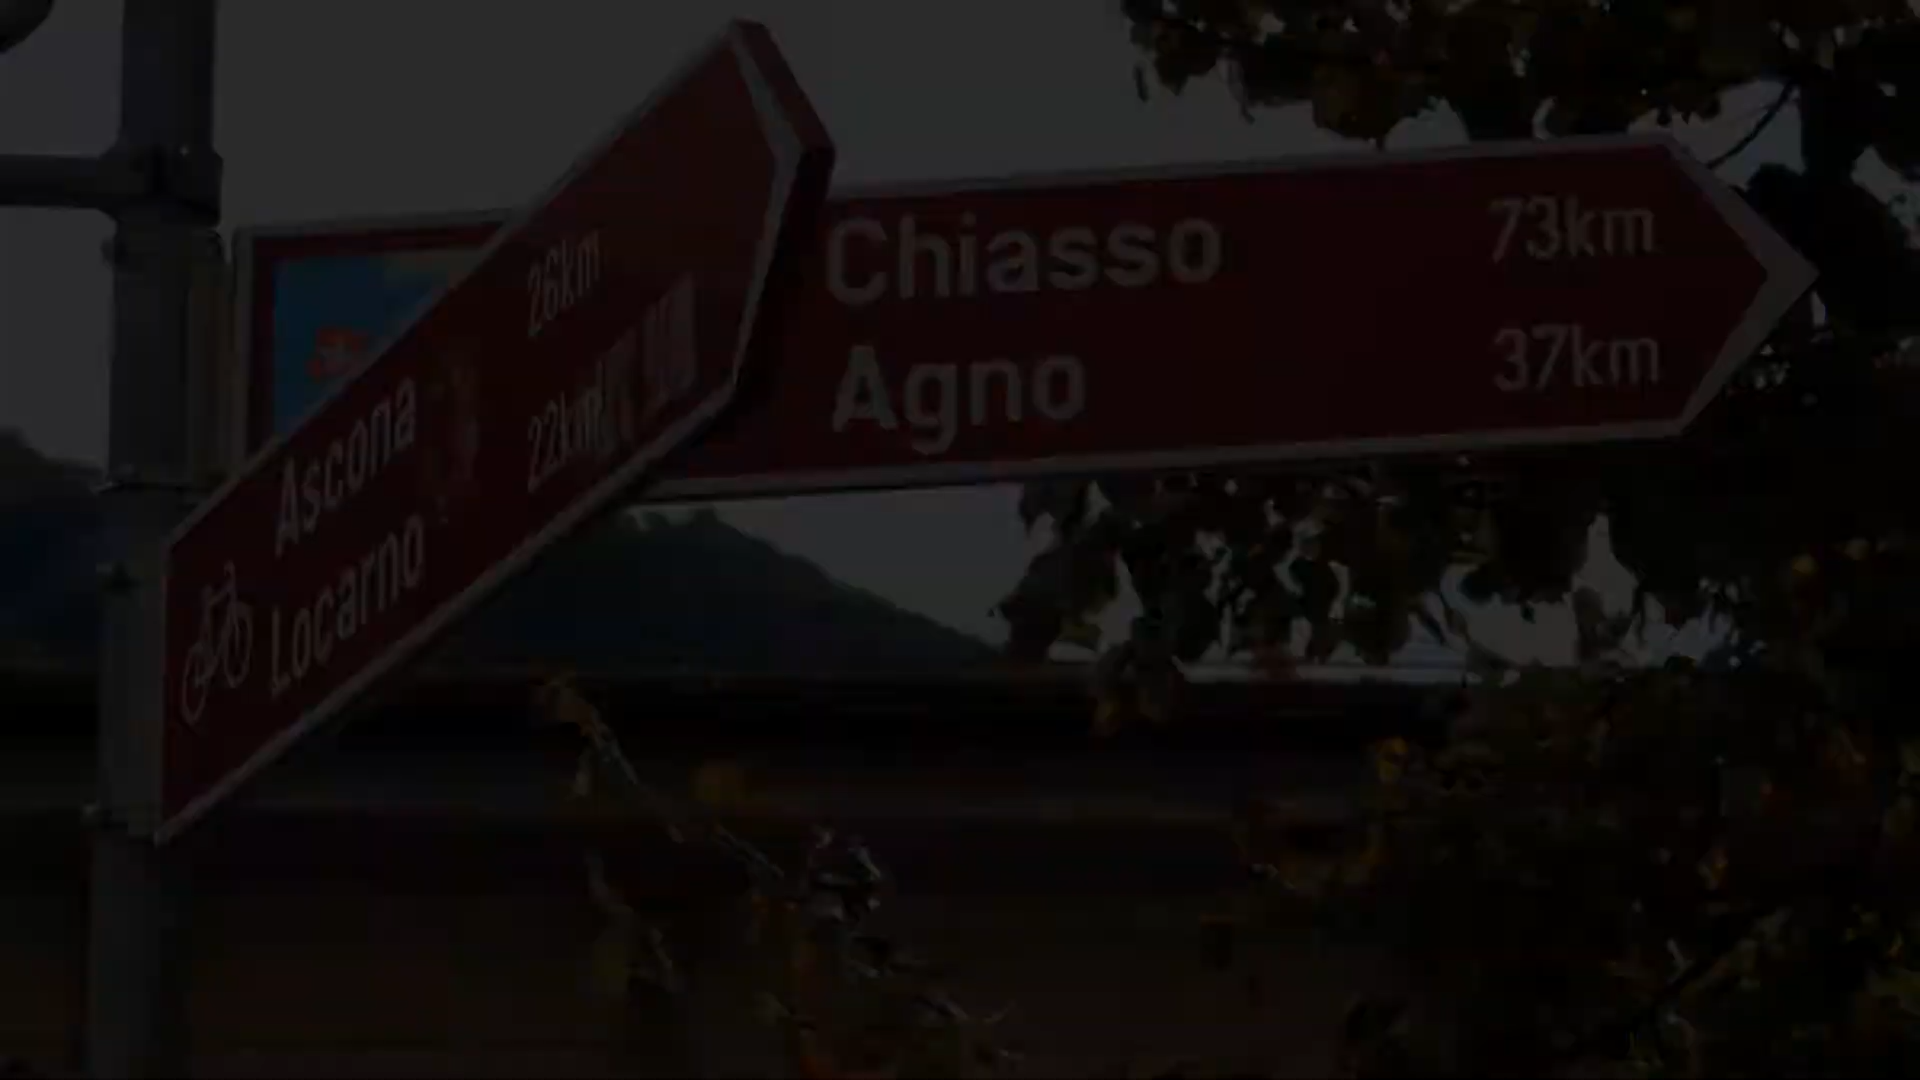 Ascona 26km
Locarno 22km
Chiasso 73km
Agno 37km